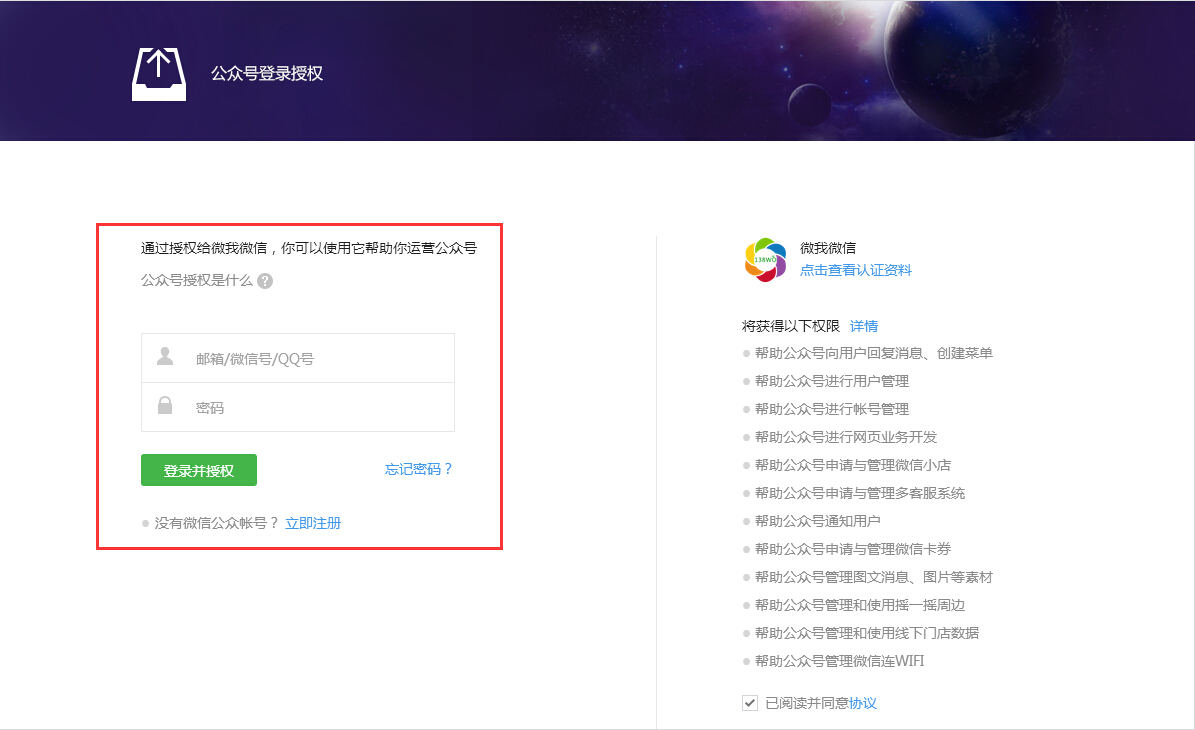 公众号登录授权
通过授权给微我微信，你可以使用它帮助你运营公众号
公众号授权是什么 ?
邮箱/微信号/QQ号
密码
登录并授权
忘记密码？
没有微信公众帐号？ 立即注册
138WO
微我微信
点击查看认证资料
将获得以下权限 详情
帮助公众号向用户回复消息、创建菜单
帮助公众号进行用户管理
帮助公众号进行帐号管理
帮助公众号进行网页业务开发
帮助公众号申请与管理微信小店
帮助公众号申请与管理多客服系统
帮助公众号通知用户
帮助公众号申请与管理微信卡券
帮助公众号管理图文消息、图片等素材
帮助公众号管理和使用摇一摇周边
帮助公众号管理和使用线下门店数据
帮助公众号管理微信连WIFI
已阅读并同意协议